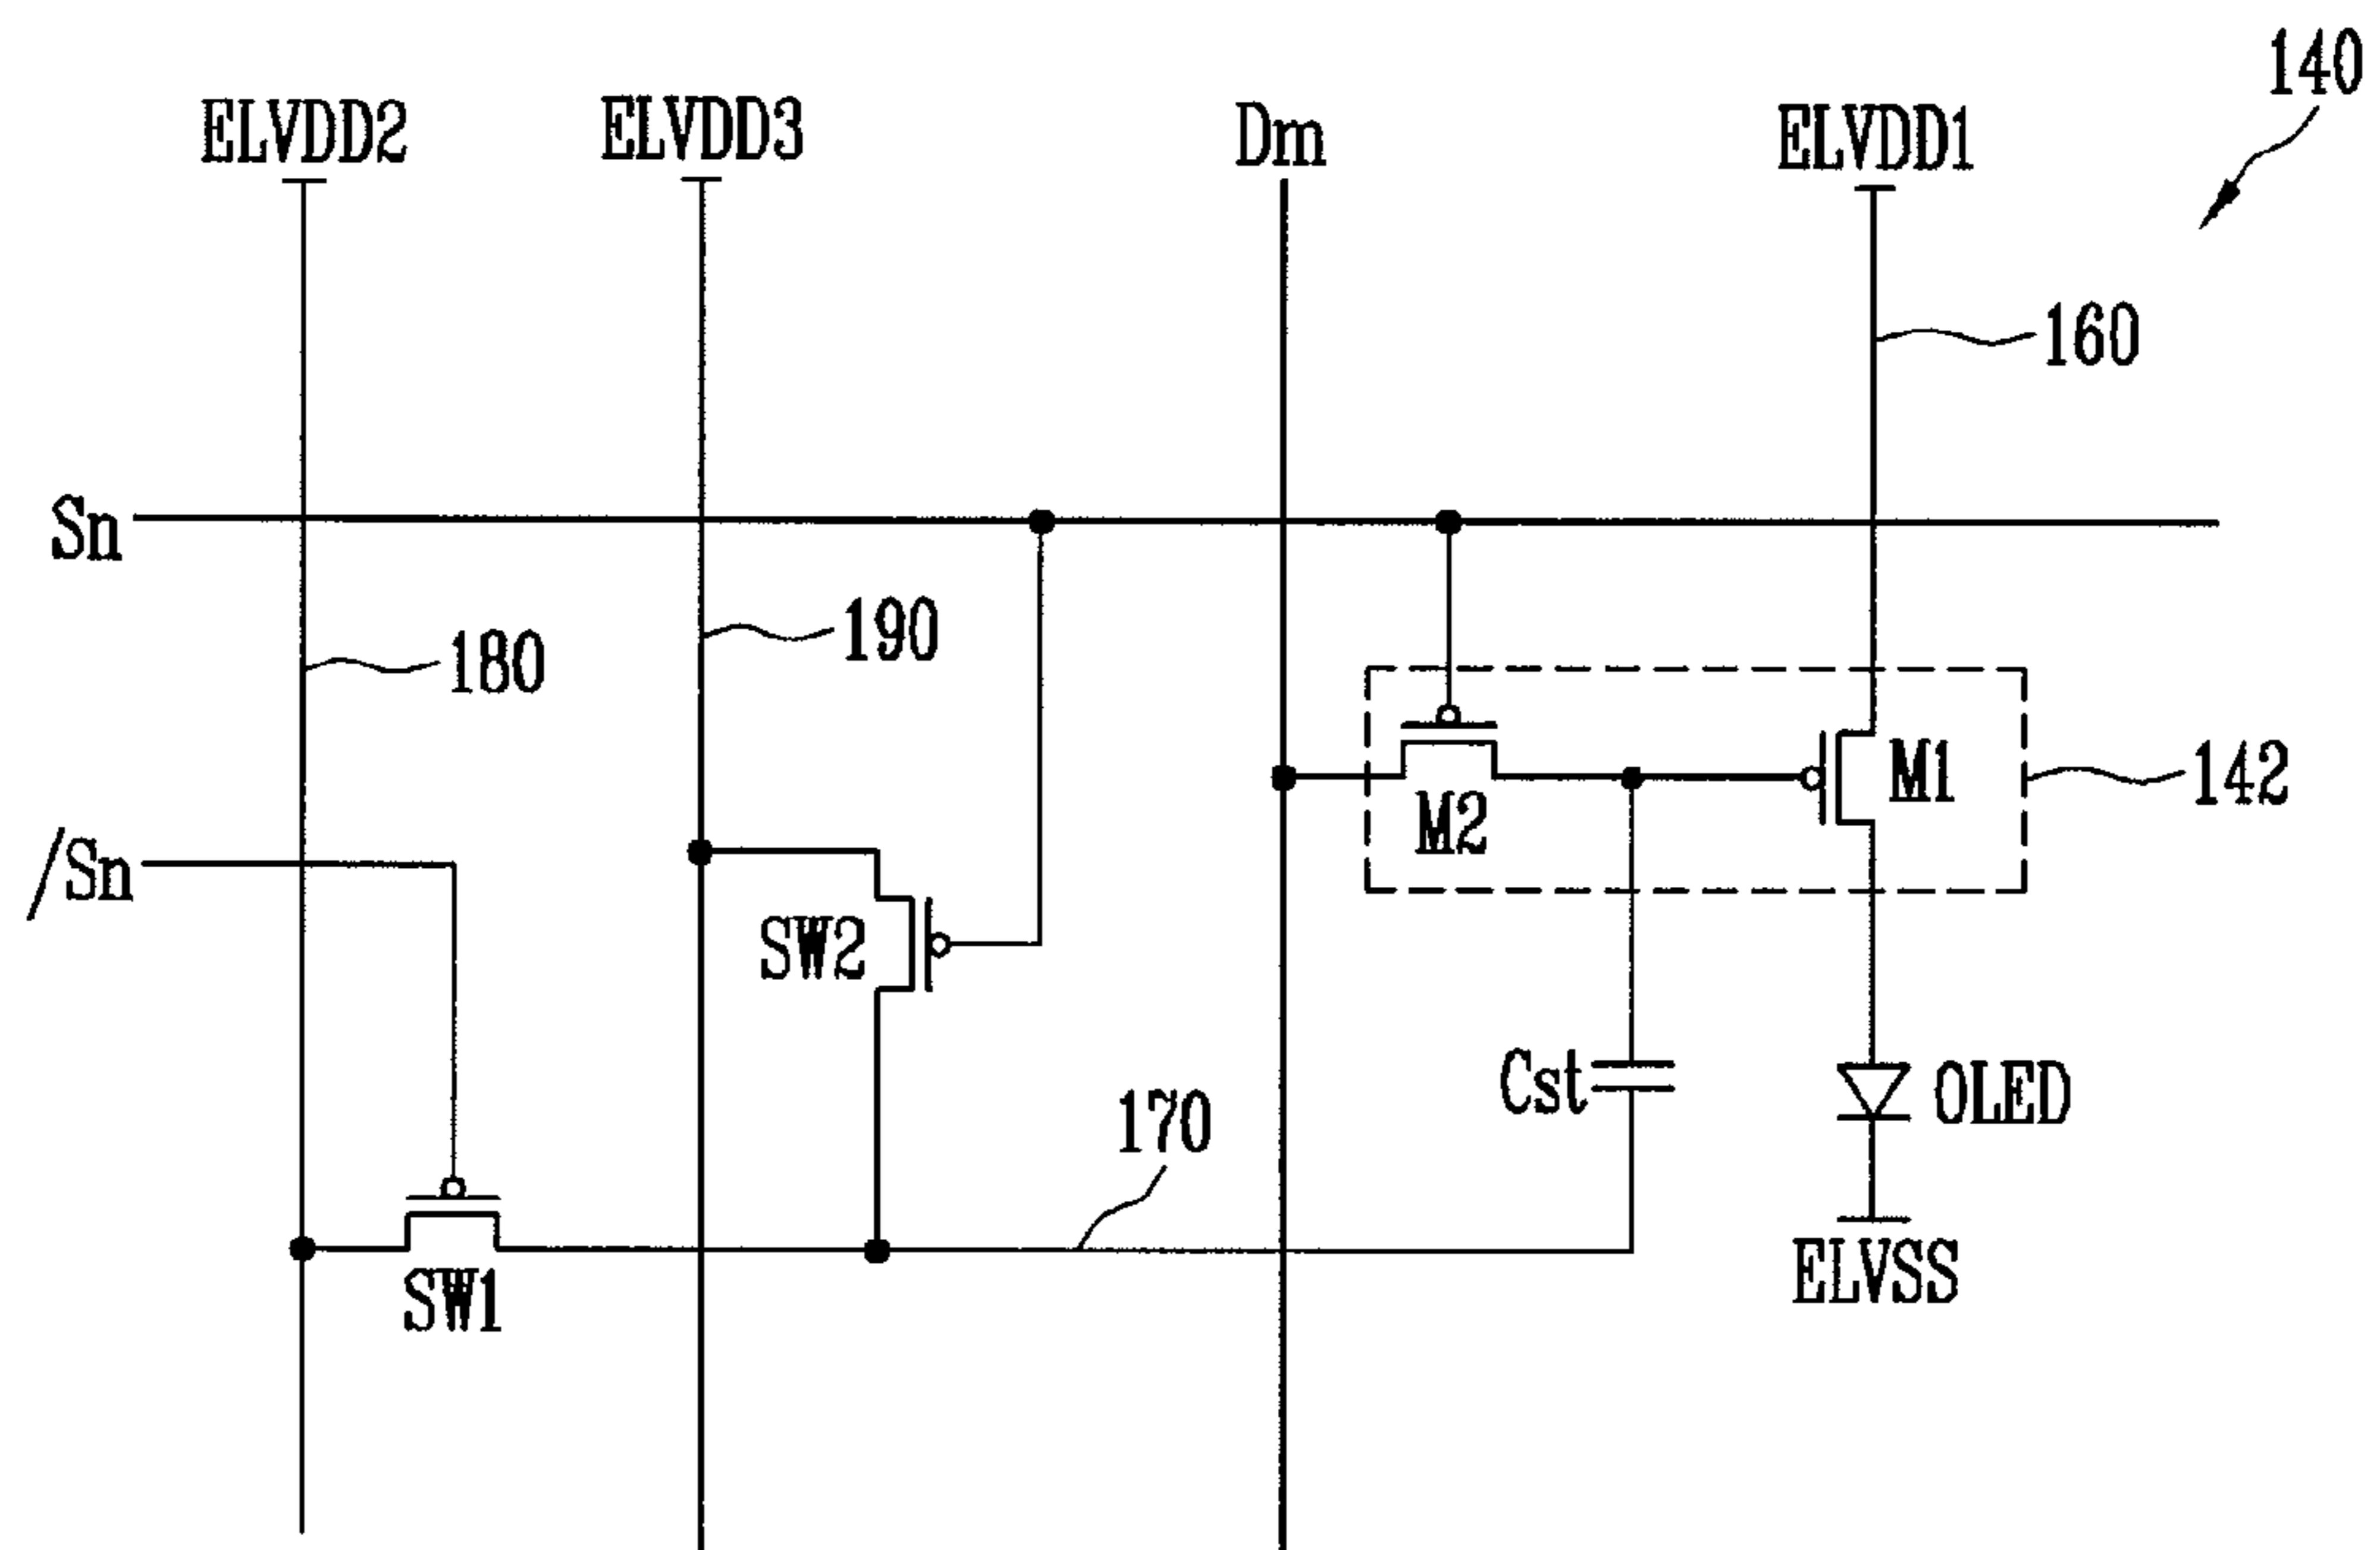 140
ELVDD2
ELVDD3
Dm
ELVDD1
160
Sn
190
180
142
M1
M2
/Sn
SW2
Cst
OLED
170
ELVSS
SW1